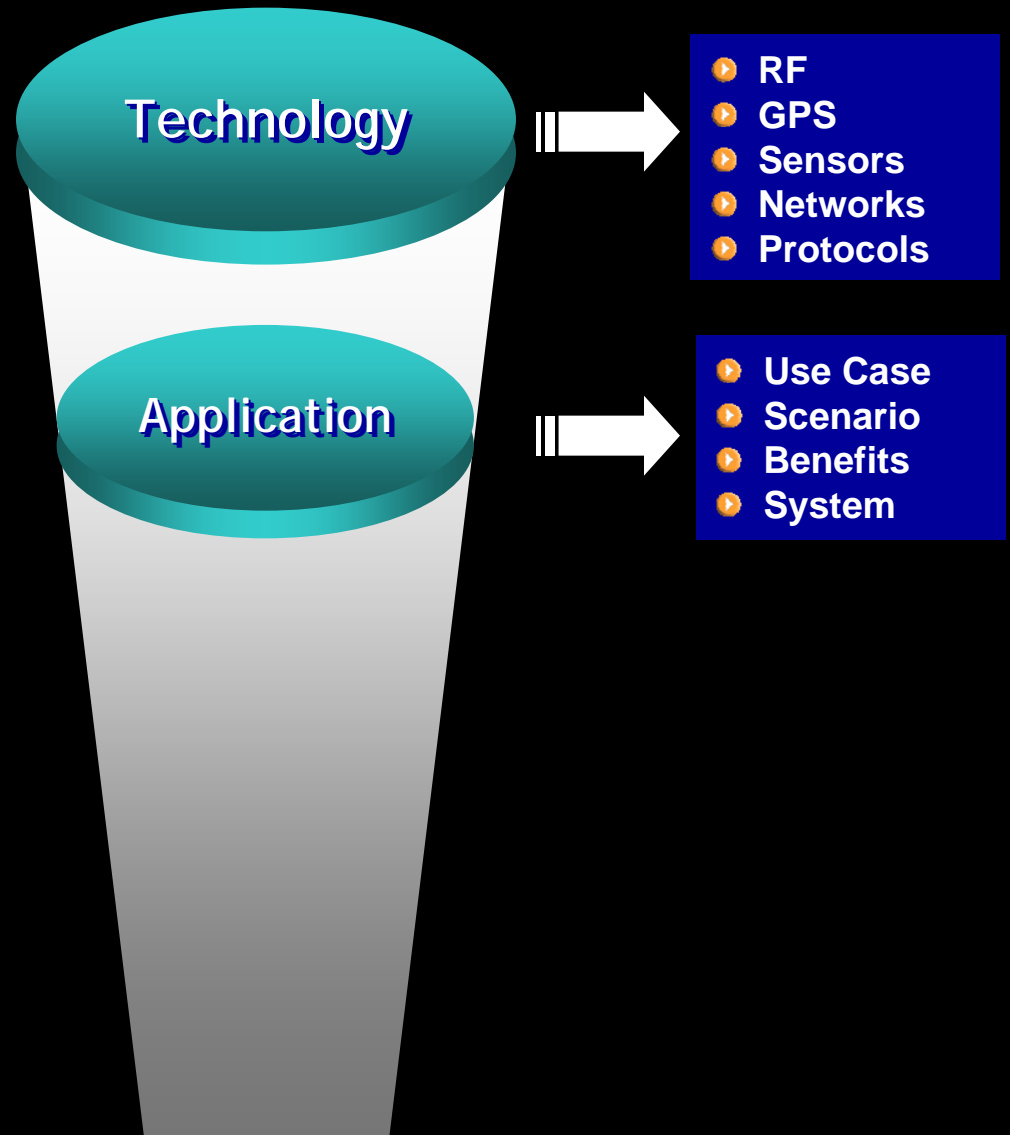 Technology
RF
GPS
Sensors
Networks
Protocols
Application
Use Case
Scenario
Benefits
System